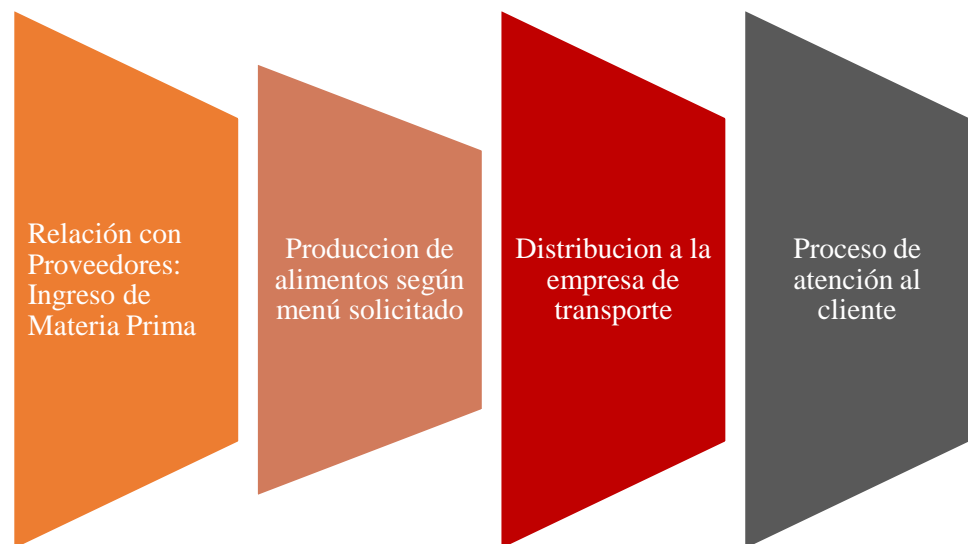 Relación con
Proveedores:
Ingreso de
Materia Prima
Produccion de
alimentos según
menú solicitado
Distribucion a la
empresa de
transporte
Proceso de
atención al
cliente